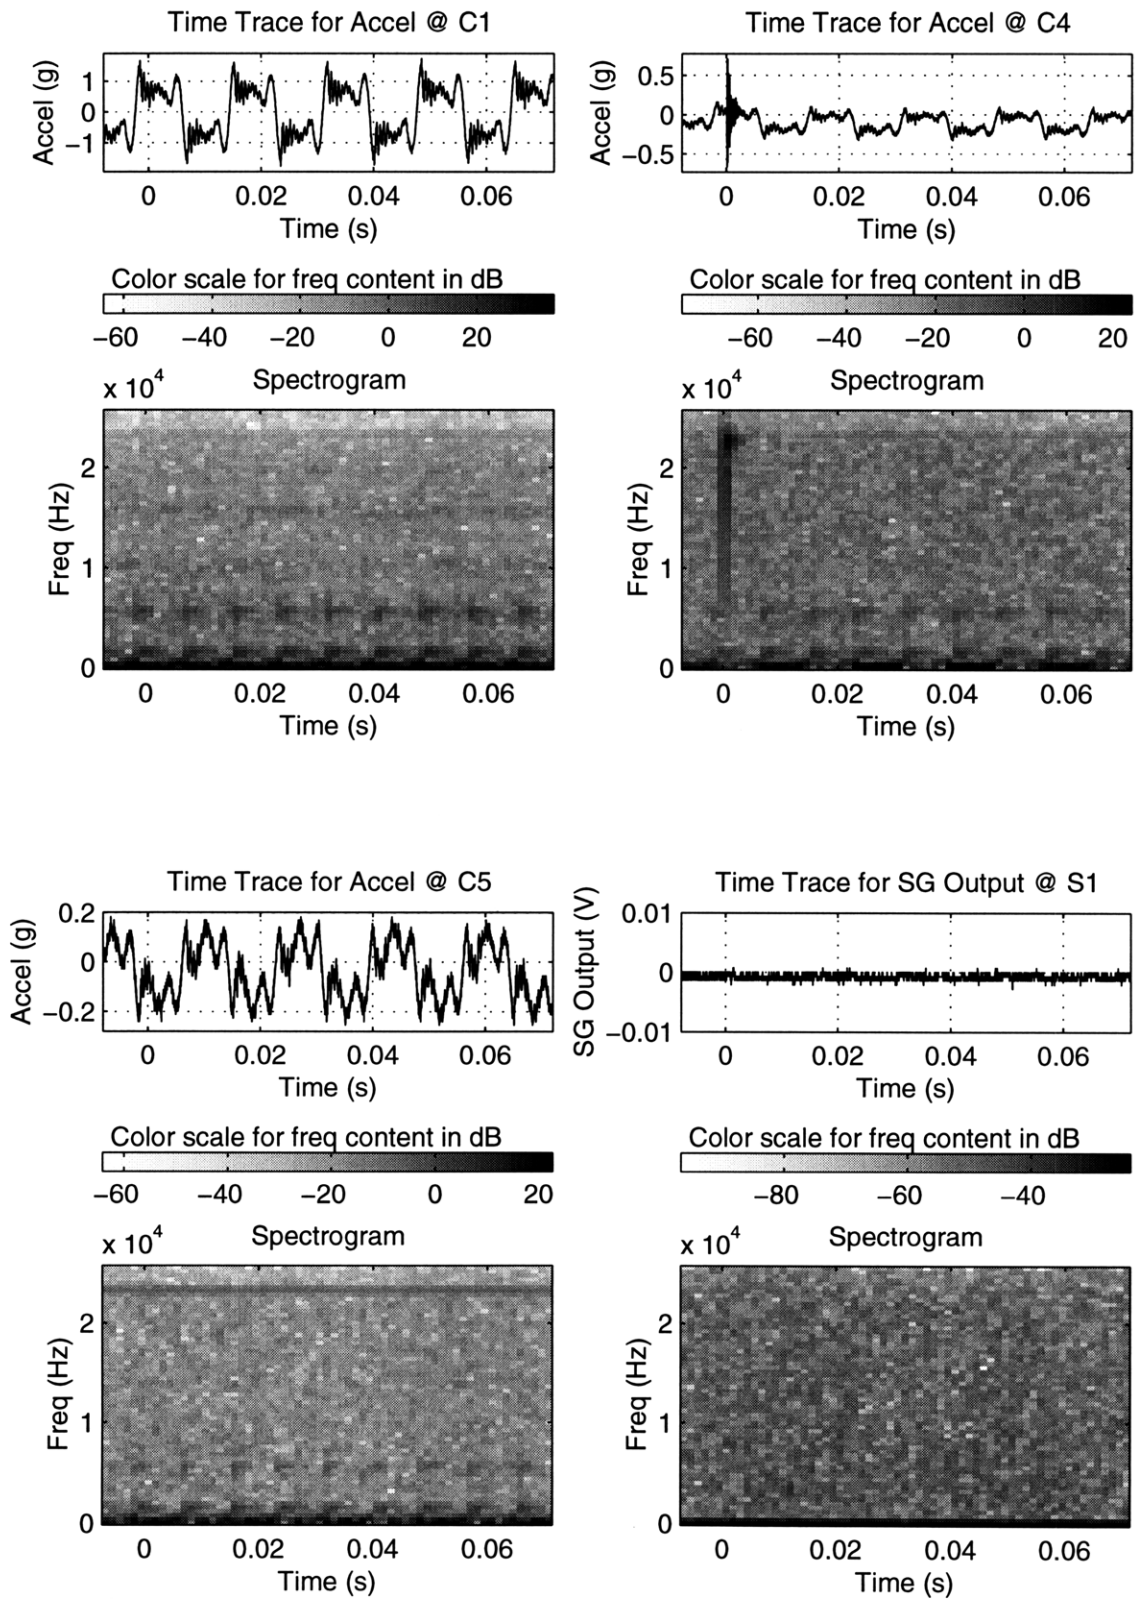 Time Trace for Accel @ C1
Accel (g)
1
0
−1
0 0.02 0.04 0.06
Time (s)
Color scale for freq content in dB
−60 −40 −20 0 20
x 10^4 Spectrogram
Freq (Hz)
2
1
0
0 0.02 0.04 0.06
Time (s)
Time Trace for Accel @ C4
Accel (g)
0.5
0
−0.5
0 0.02 0.04 0.06
Time (s)
Color scale for freq content in dB
−60 −40 −20 0 20
x 10^4 Spectrogram
Freq (Hz)
2
1
0
0 0.02 0.04 0.06
Time (s)
Time Trace for Accel @ C5
Accel (g)
0.2
0
−0.2
0 0.02 0.04 0.06
Time (s)
Color scale for freq content in dB
−60 −40 −20 0 20
x 10^4 Spectrogram
Freq (Hz)
2
1
0
0 0.02 0.04 0.06
Time (s)
Time Trace for SG Output @ S1
SG Output (V)
0.01
0
−0.01
0 0.02 0.04 0.06
Time (s)
Color scale for freq content in dB
−80 −60 −40
x 10^4 Spectrogram
Freq (Hz)
2
1
0
0 0.02 0.04 0.06
Time (s)